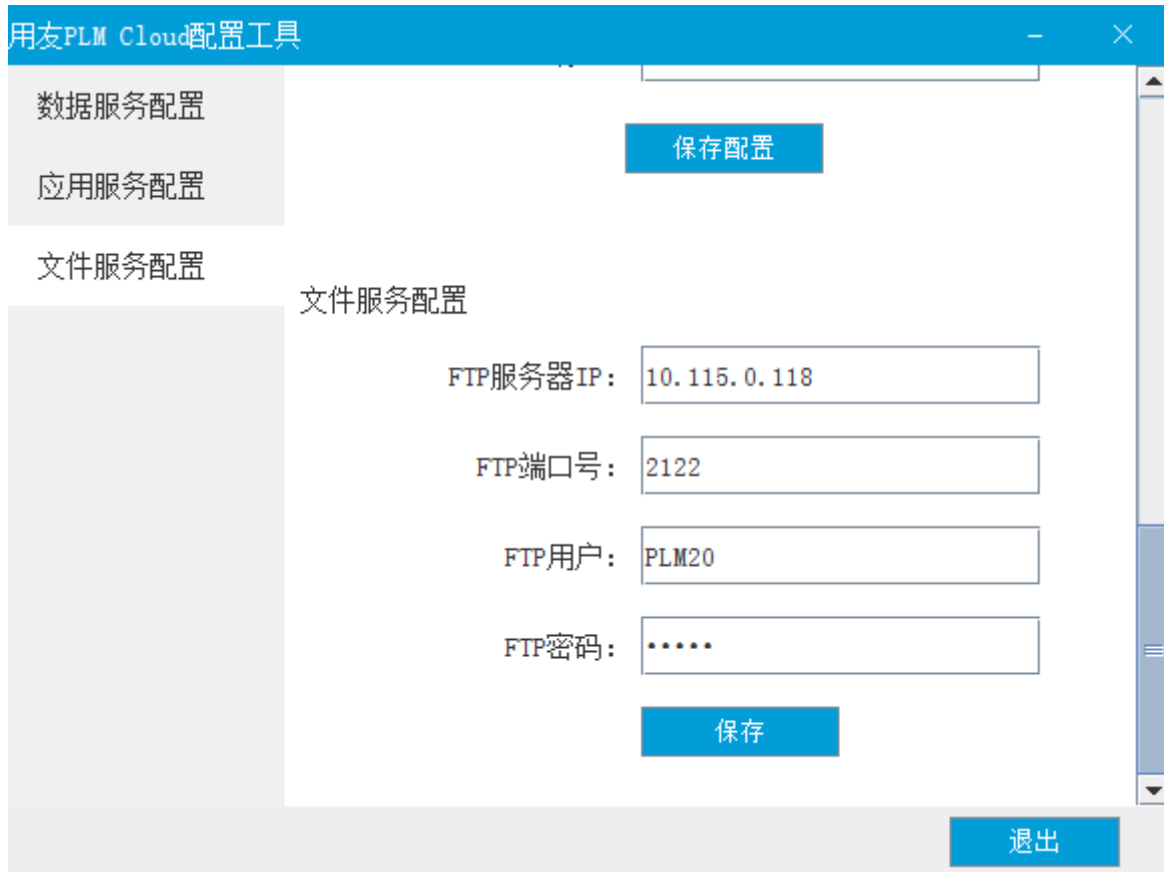 用友PLM Cloud配置工具
数据服务配置
应用服务配置
文件服务配置
保存配置
文件服务配置
FTP服务器IP： 10.115.0.118
FTP端口号： 2122
FTP用户： PLM20
FTP密码： •••••
保存
退出